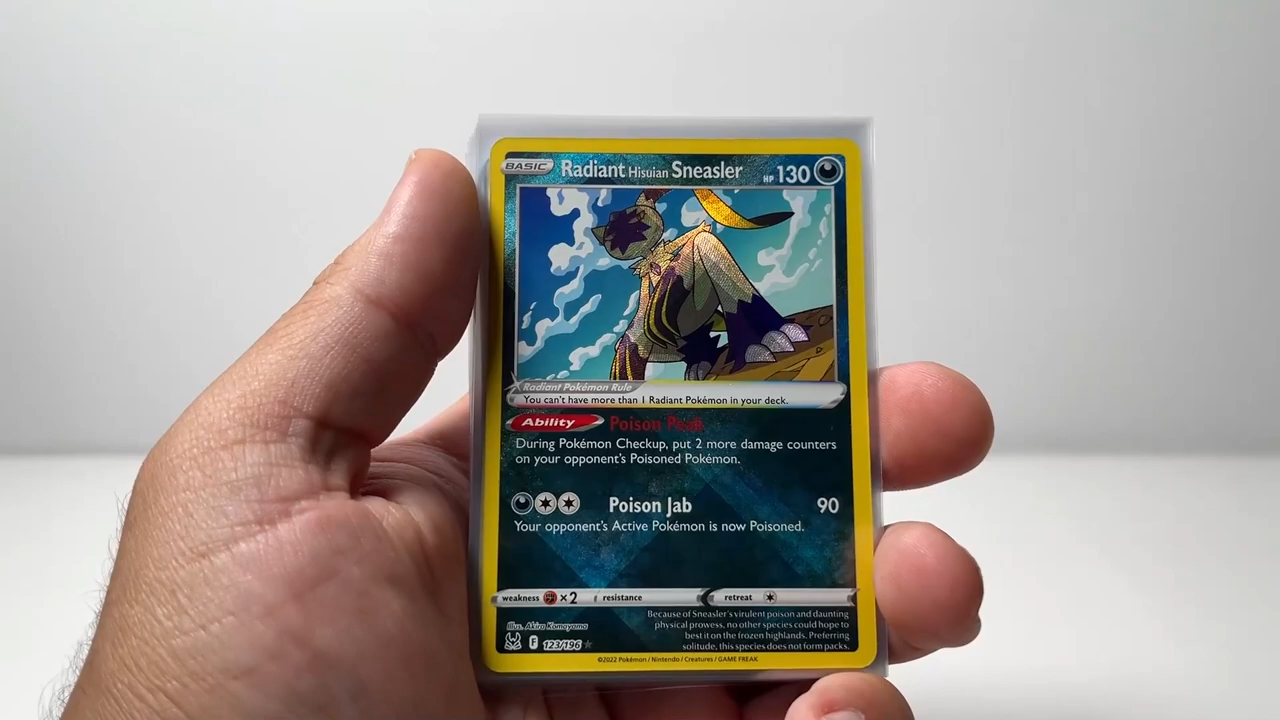 BASIC Radiant Hisuian Sneasler HP 130
Radiant Pokémon Rule
You can't have more than 1 Radiant Pokémon in your deck.
Ability Poison Peak
During Pokémon Checkup, put 2 more damage counters
on your opponent's Poisoned Pokémon.
Poison Jab 90
Your opponent's Active Pokémon is now Poisoned.
weakness ×2 resistance retreat
Because of Sneasler's virulent poison and daunting
physical prowess, no other species could hope to
best it on the frozen highlands. Preferring
solitude, this species does not form packs.
Illus. Akira Komayama
F 123/196
©2022 Pokémon / Nintendo / Creatures / GAME FREAK